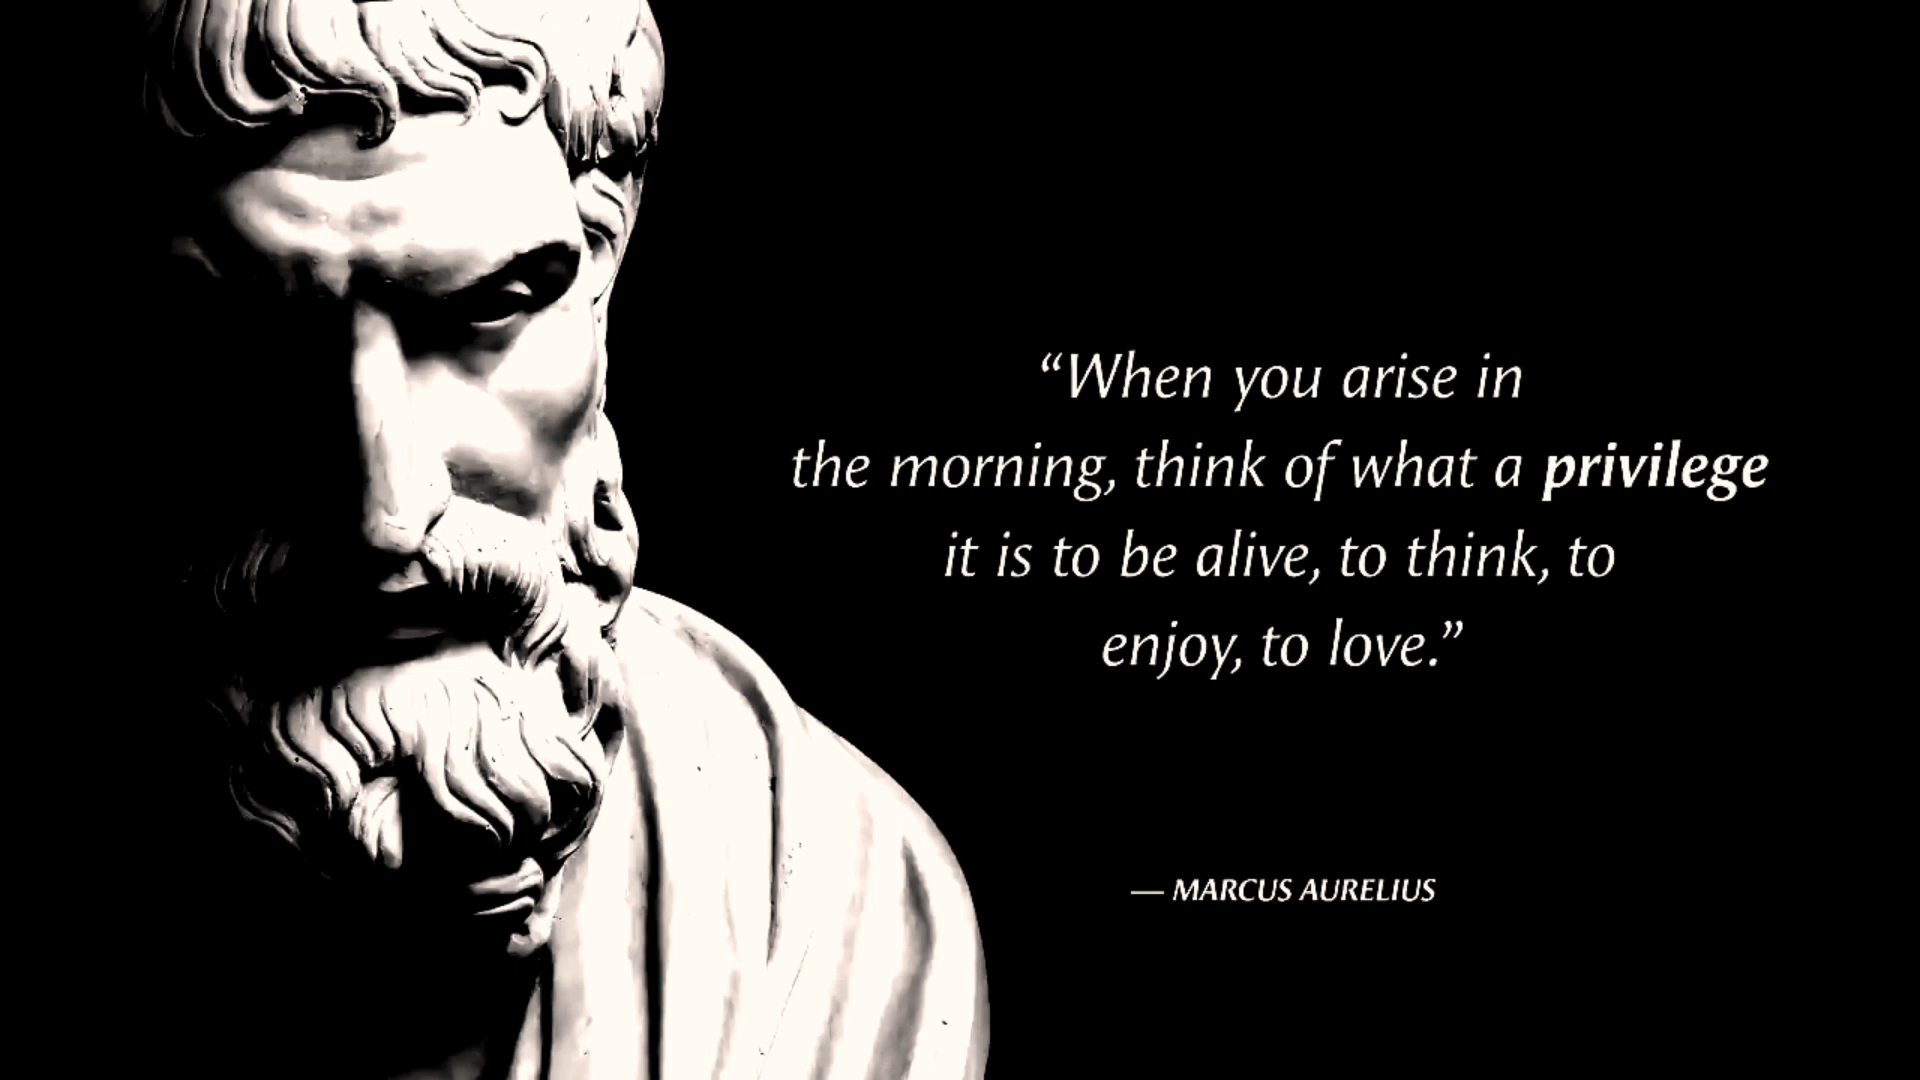 “When you arise in
the morning, think of what a privilege
it is to be alive, to think, to
enjoy, to love.”
— MARCUS AURELIUS